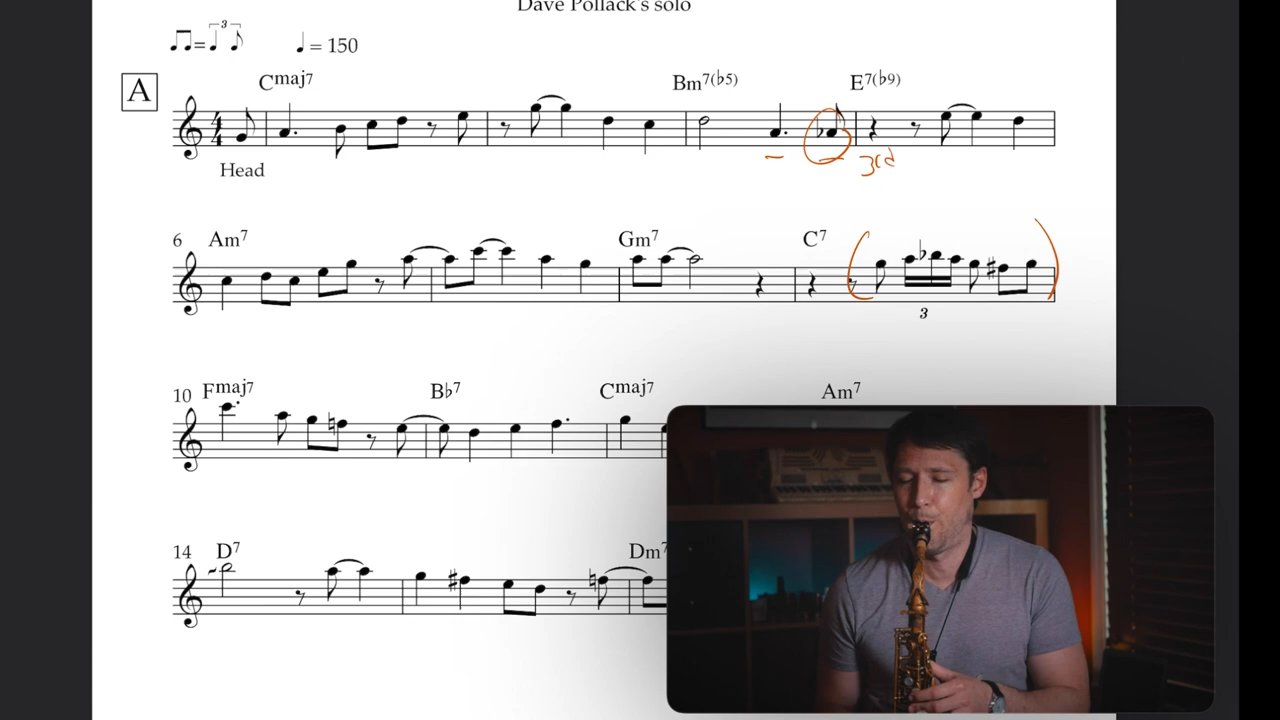 Dave Pollack's solo
3
= 150
A
Cmaj7 Bm7(♭5) E7(♭9)
Head
3rd
6 Am7 Gm7 C7
3
10 Fmaj7 B♭7 Cmaj7 Am7
14 D7 Dm7